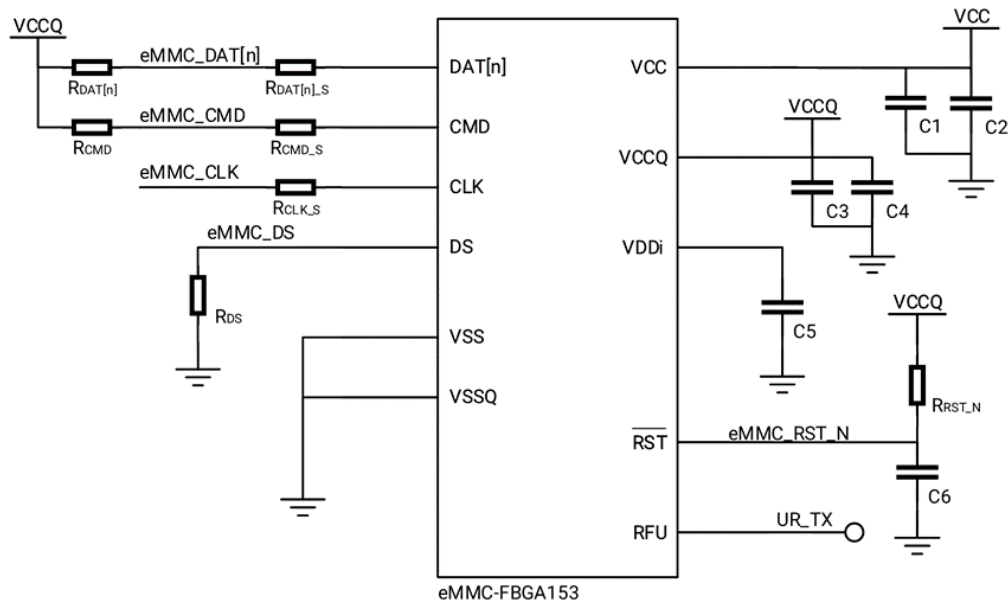 VCCQ
VCC
eMMC_DAT[n]
RDAT[n]
RDAT[n]_S
DAT[n]
VCC
C1
C2
eMMC_CMD
RCMD
RCMD_S
CMD
VCCQ
VCCQ
C3
C4
eMMC_CLK
RCLK_S
CLK
eMMC_DS
DS
RDS
VDDi
C5
VSS
VSSQ
VCCQ
RRST_N
RST
eMMC_RST_N
C6
RFU
UR_TX
eMMC-FBGA153